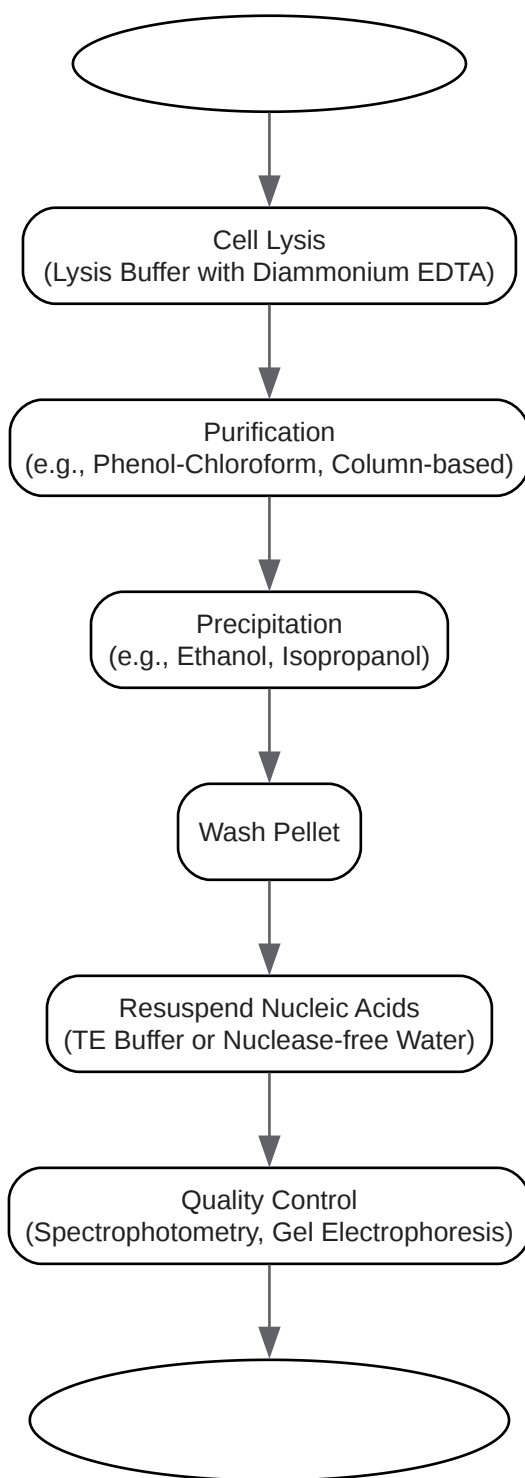 Cell Lysis
(Lysis Buffer with Diammonium EDTA)
Purification
(e.g., Phenol-Chloroform, Column-based)
Precipitation
(e.g., Ethanol, Isopropanol)
Wash Pellet
Resuspend Nucleic Acids
(TE Buffer or Nuclease-free Water)
Quality Control
(Spectrophotometry, Gel Electrophoresis)